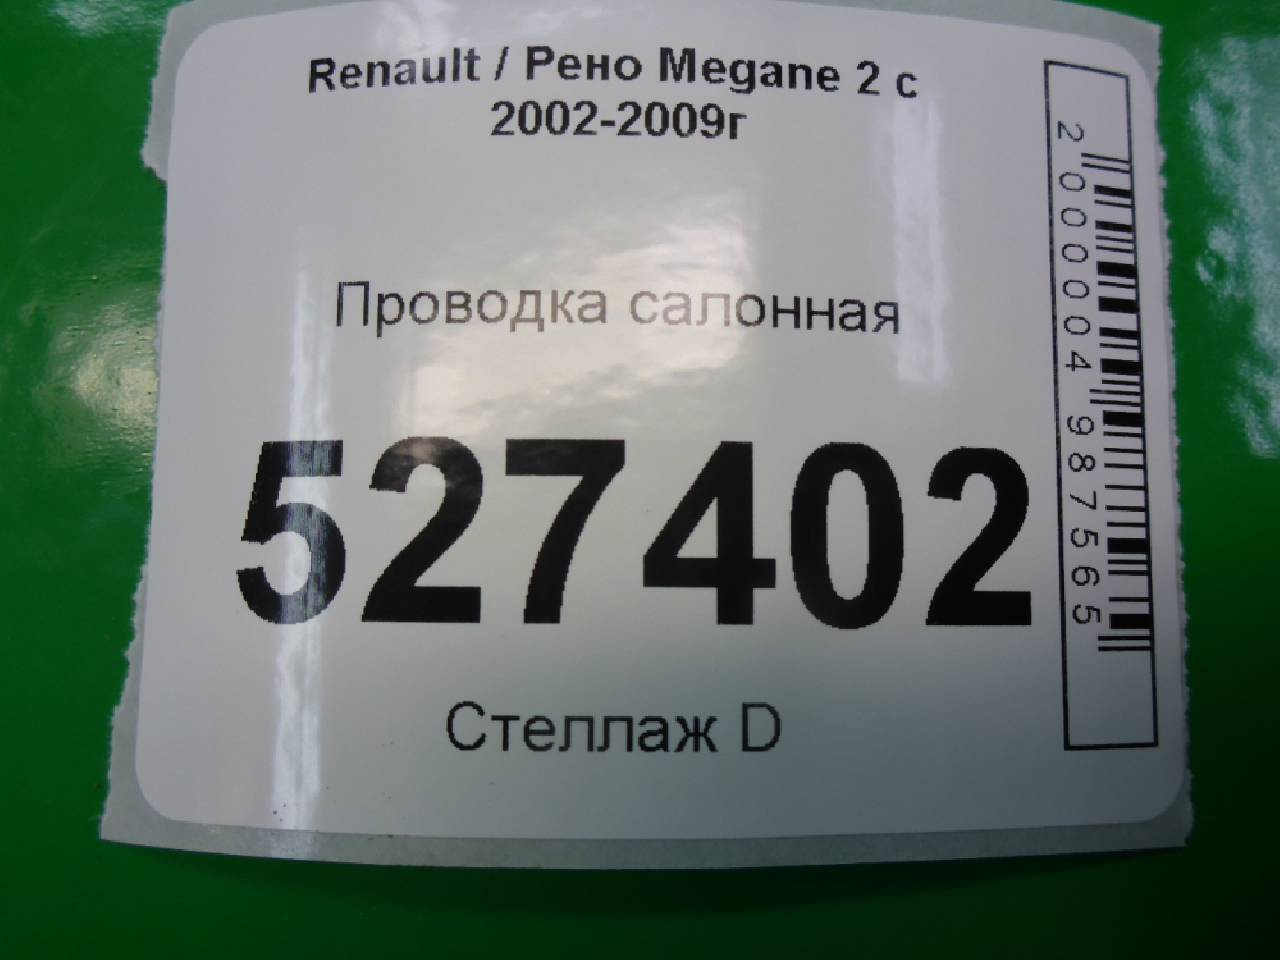 Renault / Рено Megane 2 с
2002-2009г
Проводка салонная
527402
Стеллаж D
2000004987565